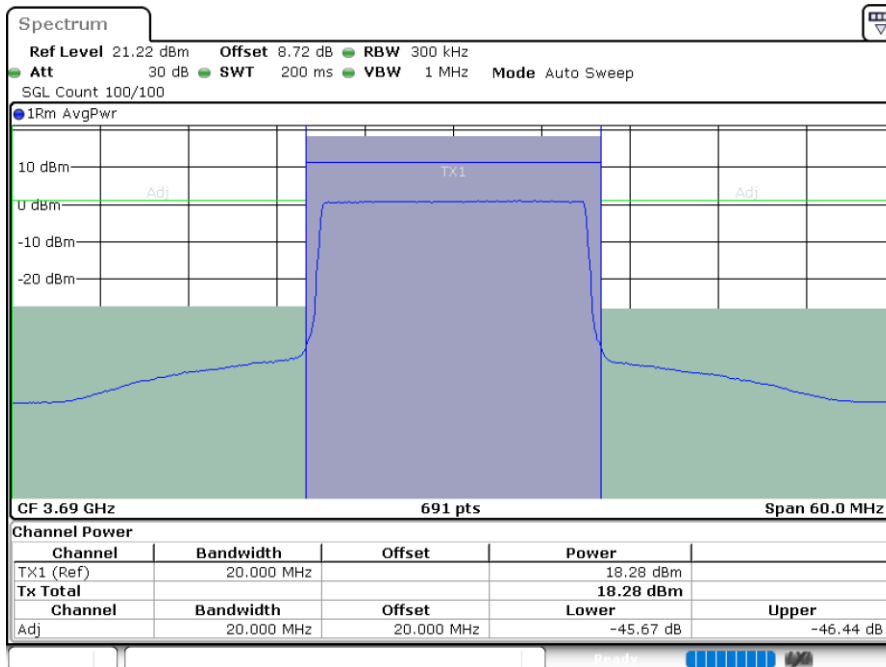 Spectrum
Ref Level 21.22 dBm Offset 8.72 dB RBW 300 kHz
Att 30 dB SWT 200 ms VBW 1 MHz Mode Auto Sweep
SGL Count 100/100
1Rm AvgPwr
10 dBm
TX1
Adj Adj
0 dBm
-10 dBm
-20 dBm
CF 3.69 GHz 691 pts Span 60.0 MHz
Channel Power
Channel Bandwidth Offset Power
TX1 (Ref) 20.000 MHz 18.28 dBm
Tx Total 18.28 dBm
Channel Bandwidth Offset Lower Upper
Adj 20.000 MHz 20.000 MHz -45.67 dB -46.44 dB
Ready